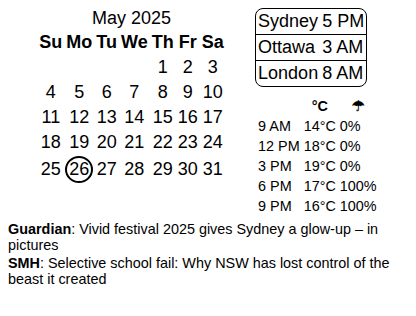 May 2025
Su Mo Tu We Th Fr Sa
1 2 3
4 5 6 7 8 9 10
11 12 13 14 15 16 17
18 19 20 21 22 23 24
25 26 27 28 29 30 31
Sydney 5 PM
Ottawa 3 AM
London 8 AM
°C ☂
9 AM 14°C 0%
12 PM 18°C 0%
3 PM 19°C 0%
6 PM 17°C 100%
9 PM 16°C 100%
Guardian: Vivid festival 2025 gives Sydney a glow-up – in
pictures
SMH: Selective school fail: Why NSW has lost control of the
beast it created